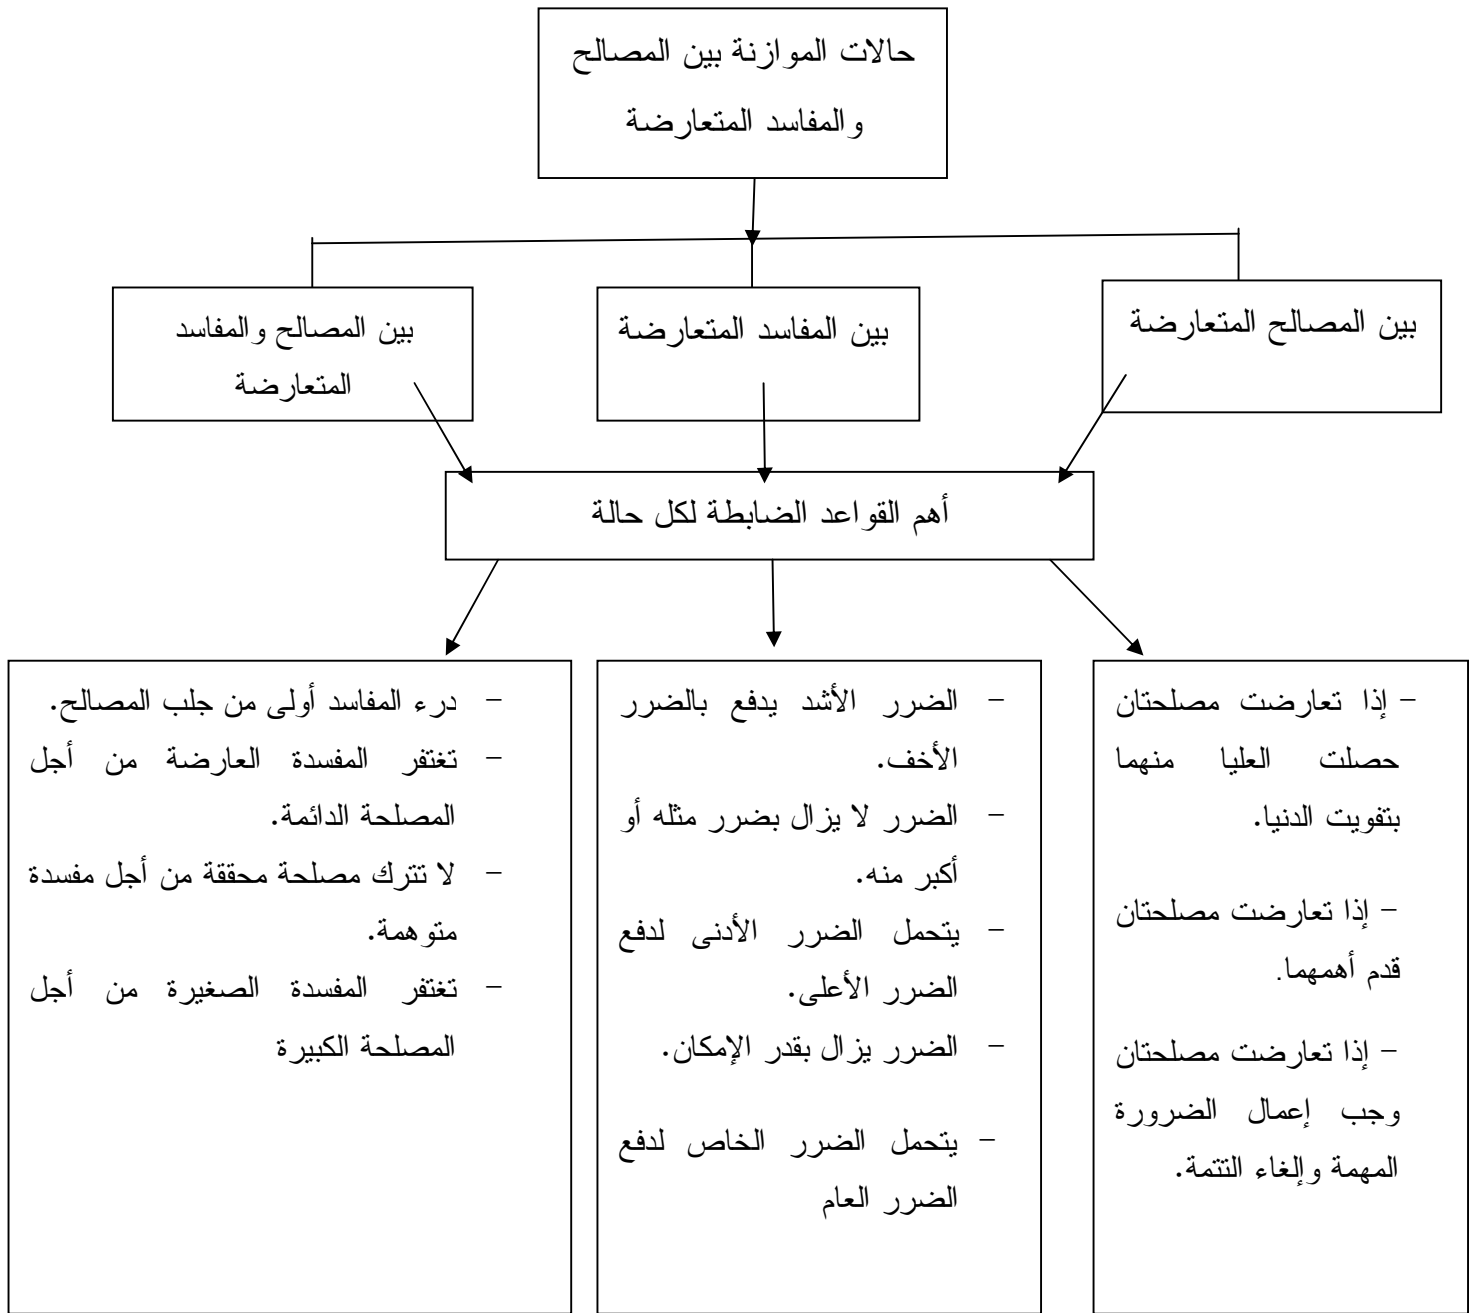 حالات الموازنة بين المصالح
والمفاسد المتعارضة
بين المصالح المتعارضة
بين المفاسد المتعارضة
بين المصالح والمفاسد
المتعارضة
أهم القواعد الضابطة لكل حالة
- إذا تعارضت مصلحتان
حصلت العليا منهما
بتفويت الدنيا.
- إذا تعارضت مصلحتان
قدم أهمهما.
- إذا تعارضت مصلحتان
وجب إعمال الضرورة
المهمة وإلغاء التتمة.
- الضرر الأشد يدفع بالضرر
الأخف.
- الضرر لا يزال بضرر مثله أو
أكبر منه.
- يتحمل الضرر الأدنى لدفع
الضرر الأعلى.
- الضرر يزال بقدر الإمكان.
- يتحمل الضرر الخاص لدفع
الضرر العام
- درء المفاسد أولى من جلب المصالح.
- تغتفر المفسدة العارضة من أجل
المصلحة الدائمة.
- لا تترك مصلحة محققة من أجل مفسدة
متوهمة.
- تغتفر المفسدة الصغيرة من أجل
المصلحة الكبيرة